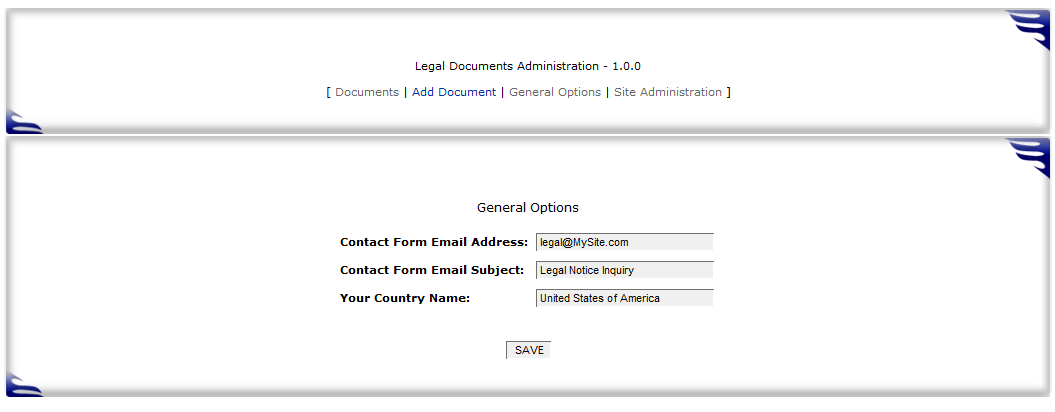 Legal Documents Administration - 1.0.0
[ Documents | Add Document | General Options | Site Administration ]
General Options
Contact Form Email Address: legal@MySite.com
Contact Form Email Subject: Legal Notice Inquiry
Your Country Name: United States of America
SAVE